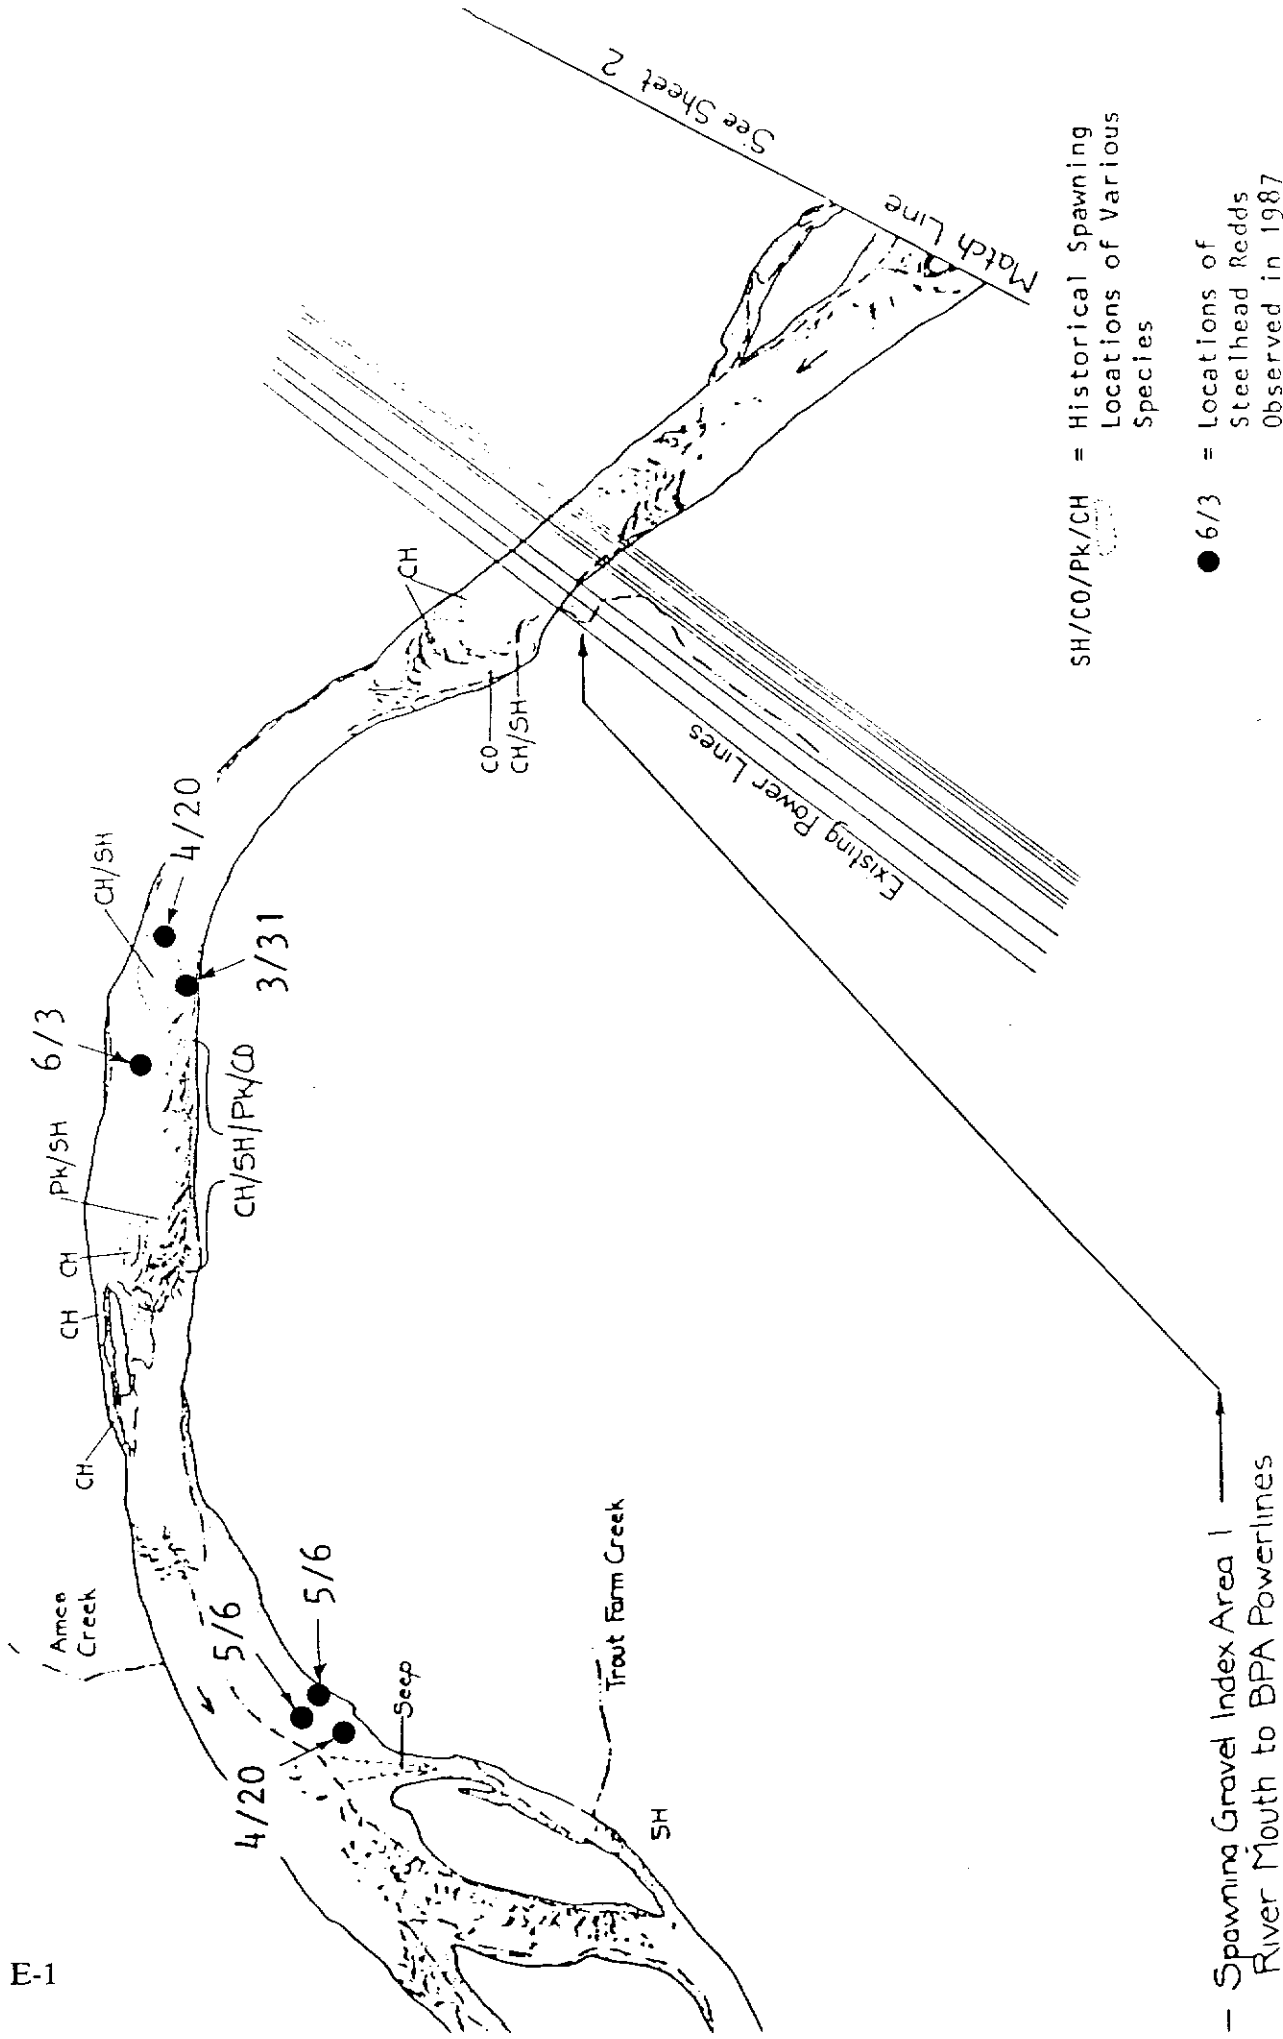 See Sheet 2
Match Line
CH
CO
CH/SH
Existing Power Lines
4/20
CH/SH
3/31
6/3
CH/SH/PK/CO
PK/SH
CH
CH
CH
Creek
5/6
5/6
4/20
Seep
Trout Farm Creek
SH
SH/CO/PK/CH = Historical Spawning
Locations of Various
Species
● 6/3 = Locations of
Steelhead Redds
Observed in 1987
Spawning Gravel Index Area 1
River Mouth to BPA Powerlines
E-1